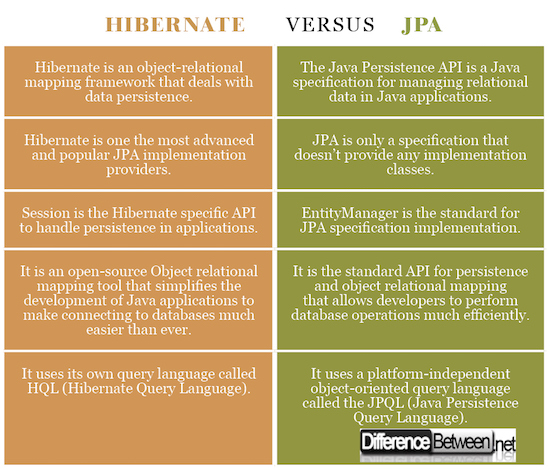 HIBERNATE VERSUS JPA
Hibernate is an object-relational
mapping framework that deals with
data persistence.
The Java Persistence API is a Java
specification for managing relational
data in Java applications.
Hibernate is one the most advanced
and popular JPA implementation
providers.
JPA is only a specification that
doesn't provide any implementation
classes.
Session is the Hibernate specific API
to handle persistence in applications.
EntityManager is the standard for
JPA specification implementation.
It is an open-source Object relational
mapping tool that simplifies the
development of Java applications to
make connecting to databases much
easier than ever.
It is the standard API for persistence
and object relational mapping
that allows developers to perform
database operations much efficiently.
It uses its own query language called
HQL (Hibernate Query Language).
It uses a platform-independent
object-oriented query language
called the JPQL (Java Persistence
Query Language).
DifferenceBetween.net